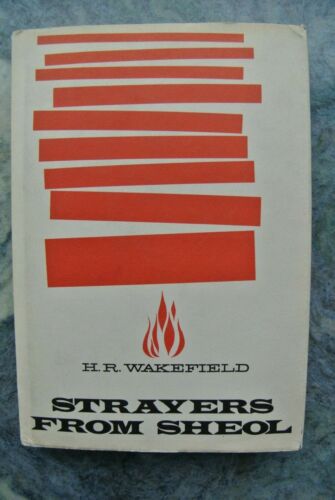 H.R. WAKEFIELD
STRAYERS
FROM SHEOL